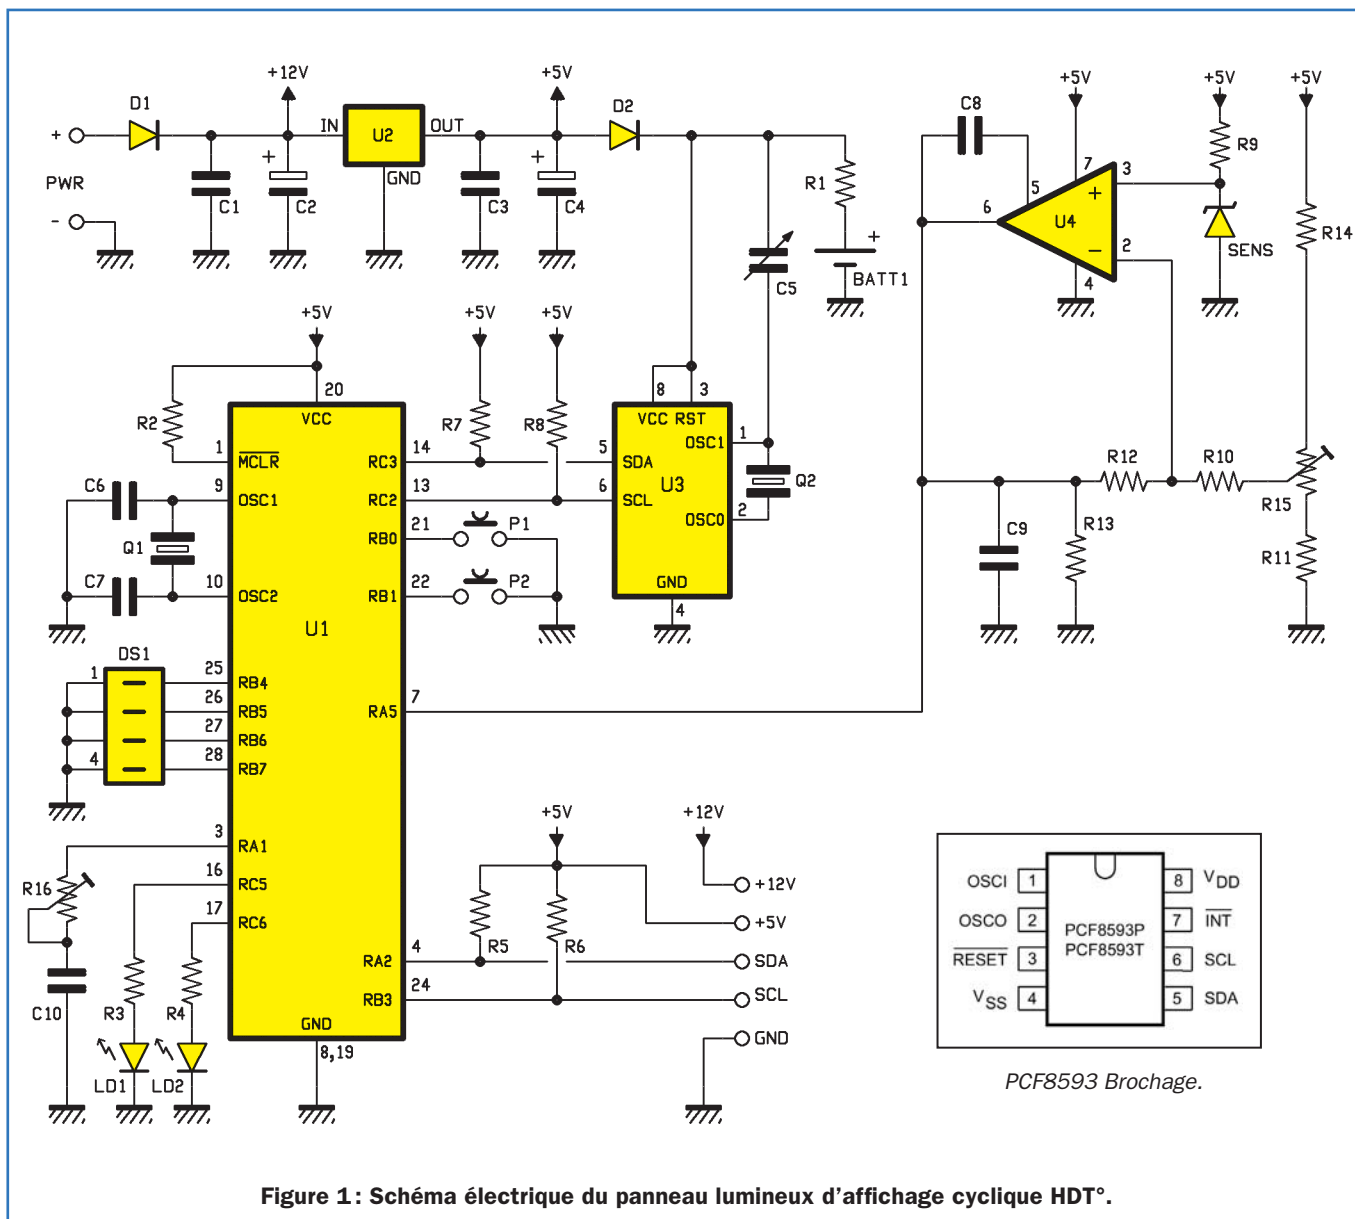 +12V
+5V
+5V
+5V
+5V
D1
D2
C8
+
IN
U2
OUT
R9
7
3
PWR
+
GND
+
R1
5
+
6
U4
C1
C2
C3
C4
R14
-
2
SENS
+
4
C5
BATT1
+5V
+5V
+5V
20
8
3
R2
VCC
R7
R8
VCC RST
1
MCLR
RC3
14
5
SDA
OSC1
1
R12
R10
C6
9
OSC1
RC2
13
6
SCL
U3
Q2
R15
Q1
RB0
21
P1
OSC0
2
C9
R13
R11
C7
10
OSC2
RB1
22
P2
GND
4
U1
DS1
1
25
RB4
26
RB5
RA5
7
27
RB6
4
28
RB7
+5V
+12V
3
RA1
R16
16
RC5
+12V
17
RC6
+5V
R5
R6
RA2
4
SDA
RB3
24
SCL
C10
R3
R4
GND
GND
8,19
LD1
LD2
OSCI
1
8
VDD
OSCO
2
PCF8593P
7
INT
PCF8593T
RESET
3
6
SCL
VSS
4
5
SDA
PCF8593 Brochage.
Figure 1: Schéma électrique du panneau lumineux d'affichage cyclique HDT°.